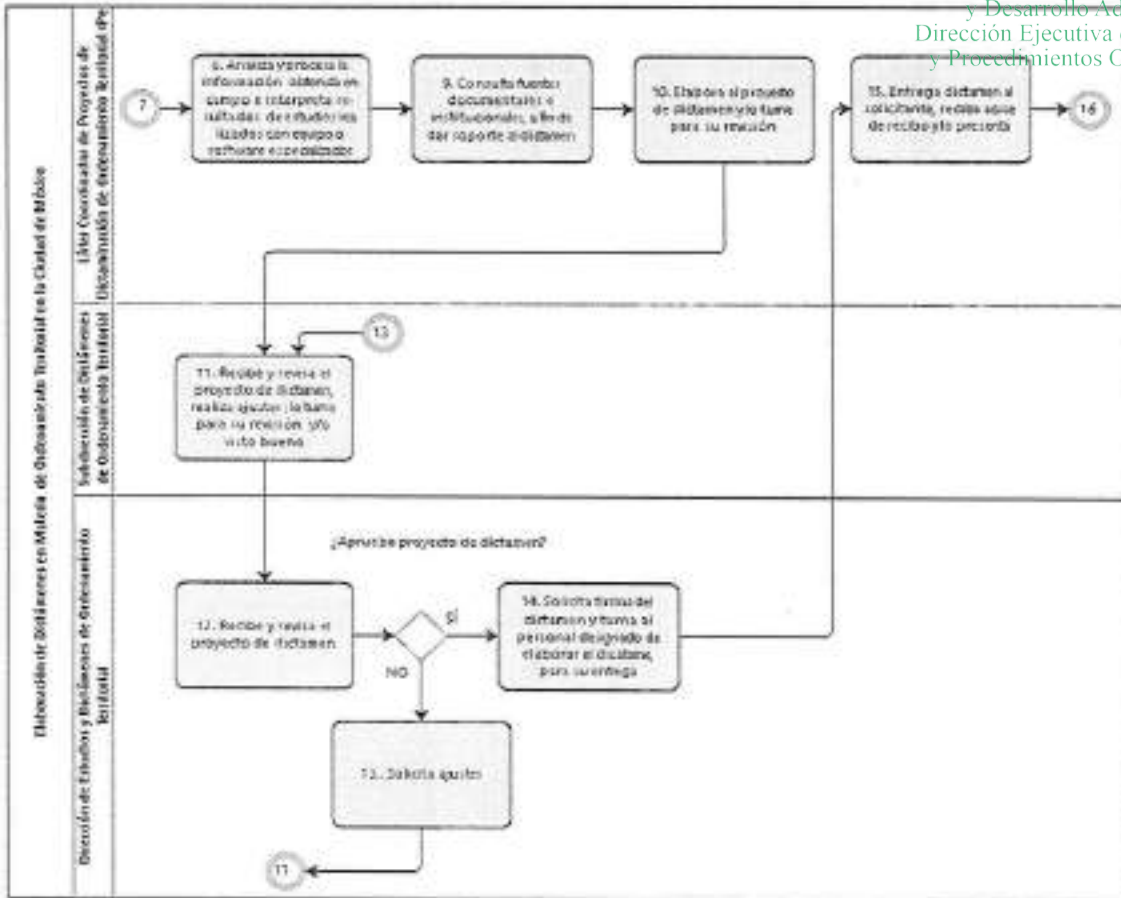 y Desarrollo Ad
Dirección Ejecutiva
y Procedimientos O
Elaboración de Dictámenes en Materia de Ordenamiento Territorial en la Ciudad de México
Líder Coordinador de Proyectos de
Dictaminación de Ordenamiento Territorial
7
Analiza y procesa la
información obtenida en
campo e interpreta re-
sultados de estudios rea
lizados con equipo o
software especializados
9. Consulta fuentes
documentales e
institucionales, a fin de
dar soporte al dictamen
10. Elabora el proyecto
de dictamen y lo turna
para su revisión
15. Entrega dictamen al
solicitante, recaba acuse
de recibo y lo presenta
16
Subdirección de Dictámenes
de Ordenamiento Territorial
13
11. Recibe y revisa el
proyecto de dictamen,
realiza ajustes, lo turna
para su revisión y/o
visto bueno
Dirección de Estudios y Dictámenes de Ordenamiento
Territorial
¿Aprueba proyecto de dictamen?
12. Recibe y revisa el
proyecto de dictamen
SÍ
NO
14. Solicita firma del
dictamen y turna al
personal designado de
elaborar el
para su entrega
13. Solicita ajustes
11